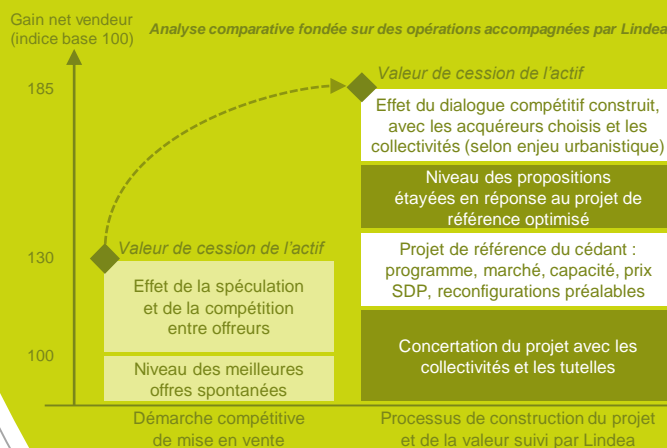 Gain net vendeur
(indice base 100)
Analyse comparative fondée sur des opérations accompagnées par Lindea
185
Valeur de cession de l'actif
Effet du dialogue compétitif construit,
avec les acquéreurs choisis et les
collectivités (selon enjeu urbanistique)
Niveau des propositions
étayées en réponse au projet de
référence optimisé
130
Valeur de cession de l'actif
Effet de la spéculation
et de la compétition
entre offreurs
Projet de référence du cédant :
programme, marché, capacité, prix
SDP, reconfigurations préalables
100
Niveau des meilleures
offres spontanées
Concertation du projet avec les
collectivités et les tutelles
Démarche compétitive
de mise en vente
Processus de construction du projet
et de la valeur suivi par Lindea